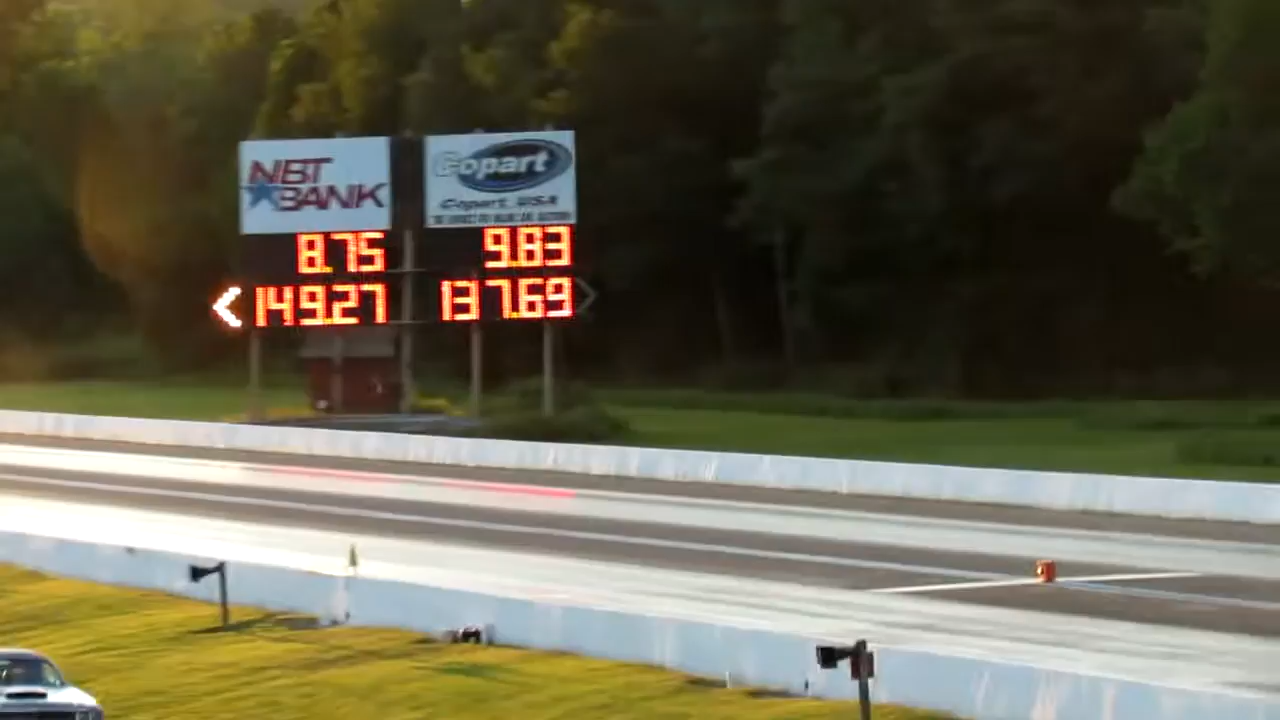 NBT
BANK
8.75
149.27
Copart
Copart, USA
9.83
137.69